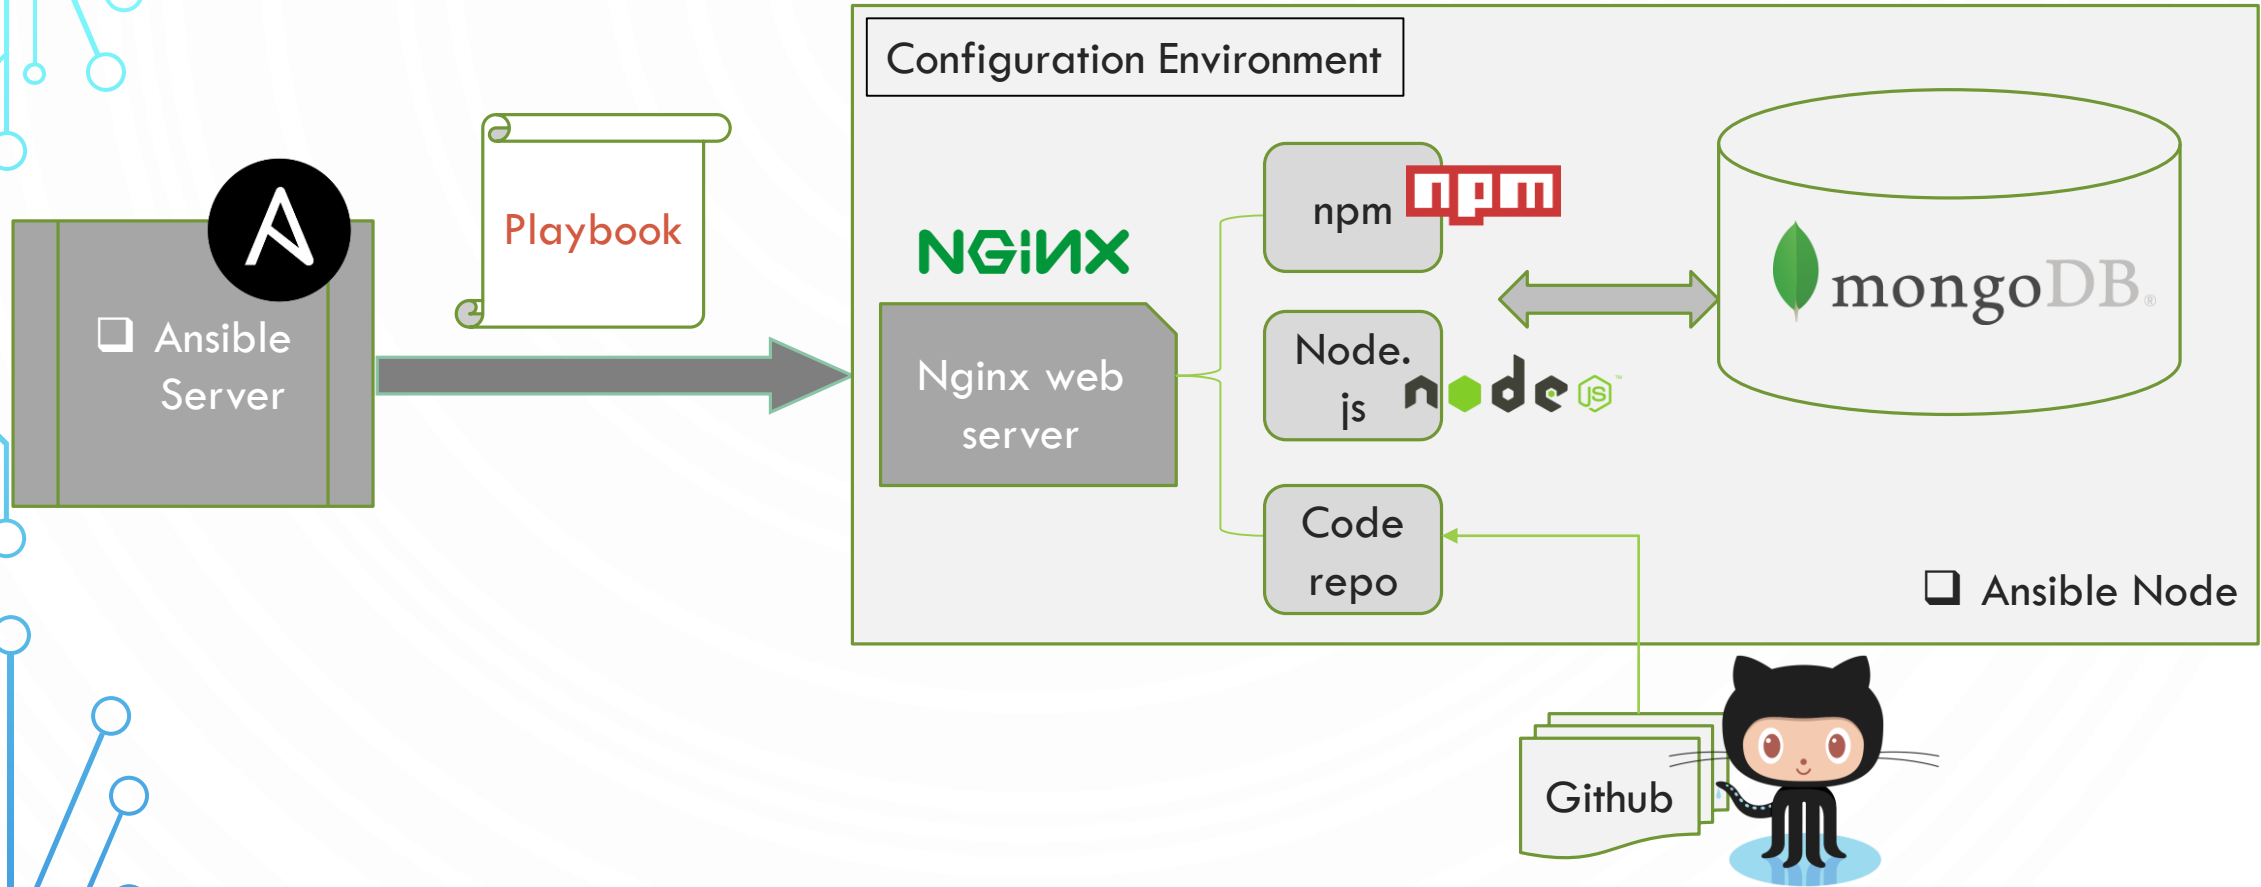 Configuration Environment
Playbook
Ansible
Server
NGiNX
Nginx web
server
npm
npm
Node.
js
node
JS
™
Code
repo
mongoDB®
Ansible Node
Github